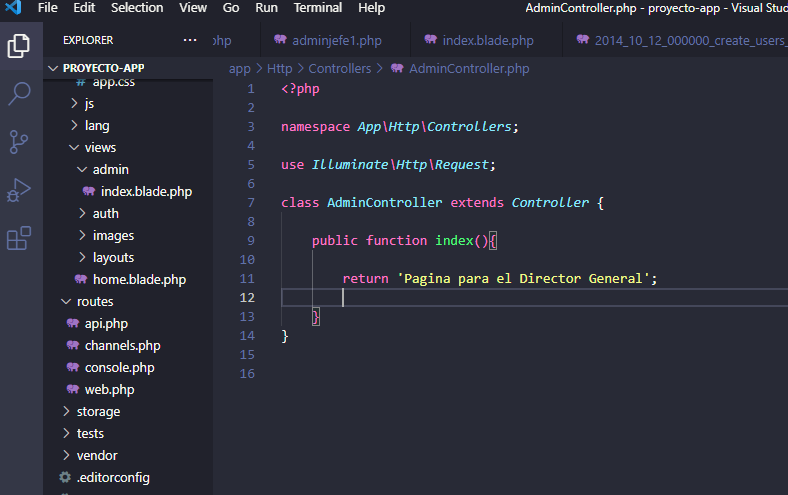 File Edit Selection View Go Run Terminal Help AdminController.php - proyecto-app - Visual Stud
EXPLORER ... php adminjefe1.php index.blade.php 2014_10_12_000000_create_users_
PROYECTO-APP
app > Http > Controllers > AdminController.php
# app.css
js
lang
views
admin
index.blade.php
auth
images
layouts
home.blade.php
routes
api.php
channels.php
console.php
web.php
storage
tests
vendor
.editorconfig
1 <?php
2
3 namespace App\Http\Controllers;
4
5 use Illuminate\Http\Request;
6
7 class AdminController extends Controller {
8
9 public function index(){
10
11 return 'Pagina para el Director General';
12
13 }
14 }
15
16